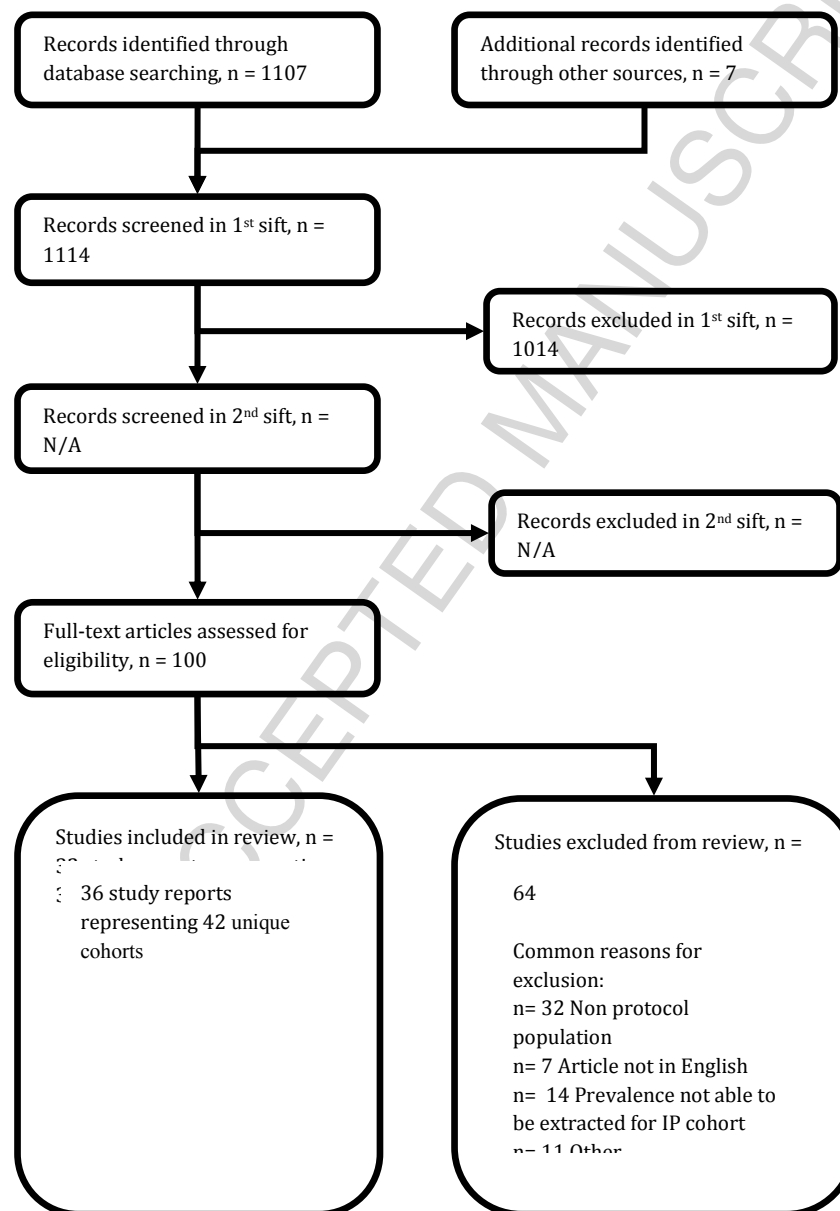 Records identified through
database searching, n = 1107
Additional records identified
through other sources, n = 7
Records screened in 1st sift, n =
1114
Records excluded in 1st sift, n =
1014
Records screened in 2nd sift, n =
N/A
Records excluded in 2nd sift, n =
N/A
Full-text articles assessed for
eligibility, n = 100
Studies included in review, n =
36 study reports
representing 42 unique
cohorts
Studies excluded from review, n =
64
Common reasons for
exclusion:
n= 32 Non protocol
population
n= 7 Article not in English
n= 14 Prevalence not able to
be extracted for IP cohort
n= 11 Other
CCEPTED MANUSCR